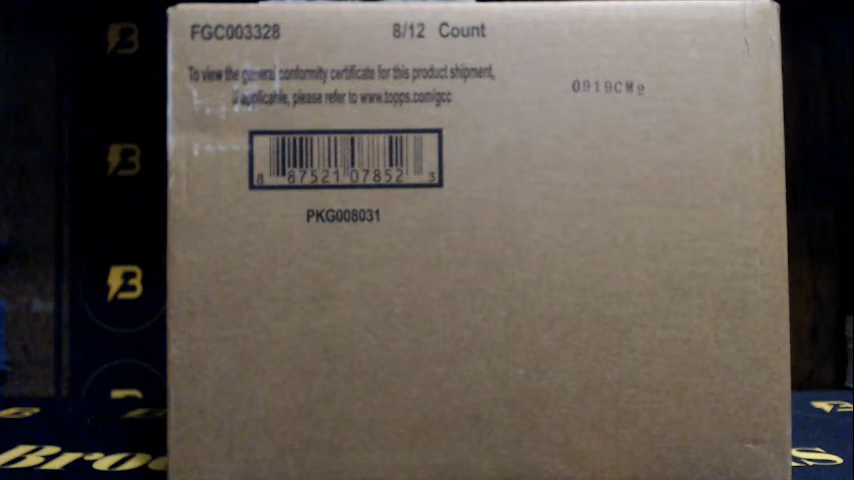 FGC003328 8/12 Count
To view the general conformity certificate for this product shipment,
if applicable, please refer to www.topps.com/gcc
0919CM2
8 87521 07852 3
PKG008031